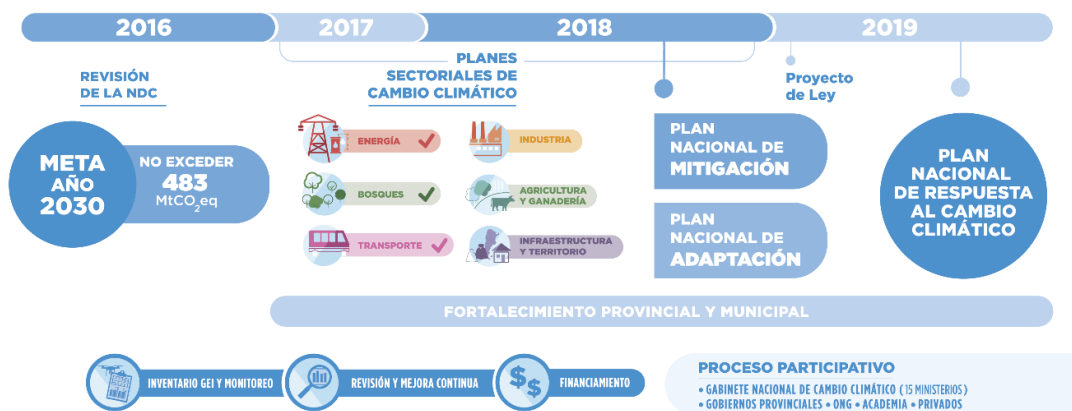 2016
2017
2018
2019
REVISIÓN
DE LA NDC
META
AÑO
2030
NO EXCEDER
483
MtCO2eq
PLANES
SECTORIALES DE
CAMBIO CLIMÁTICO
ENERGÍA
INDUSTRIA
BOSQUES
AGRICULTURA
Y GANADERÍA
TRANSPORTE
INFRAESTRUCTURA
Y TERRITORIO
PLAN
NACIONAL DE
MITIGACIÓN
PLAN
NACIONAL DE
ADAPTACIÓN
Proyecto
de Ley
PLAN
NACIONAL
DE RESPUESTA
AL CAMBIO
CLIMÁTICO
FORTALECIMIENTO PROVINCIAL Y MUNICIPAL
INVENTARIO GEI Y MONITOREO
REVISIÓN Y MEJORA CONTINUA
$$
FINANCIAMIENTO
PROCESO PARTICIPATIVO
• GABINETE NACIONAL DE CAMBIO CLIMÁTICO (15 MINISTERIOS)
• GOBIERNOS PROVINCIALES • ONG • ACADEMIA • PRIVADOS